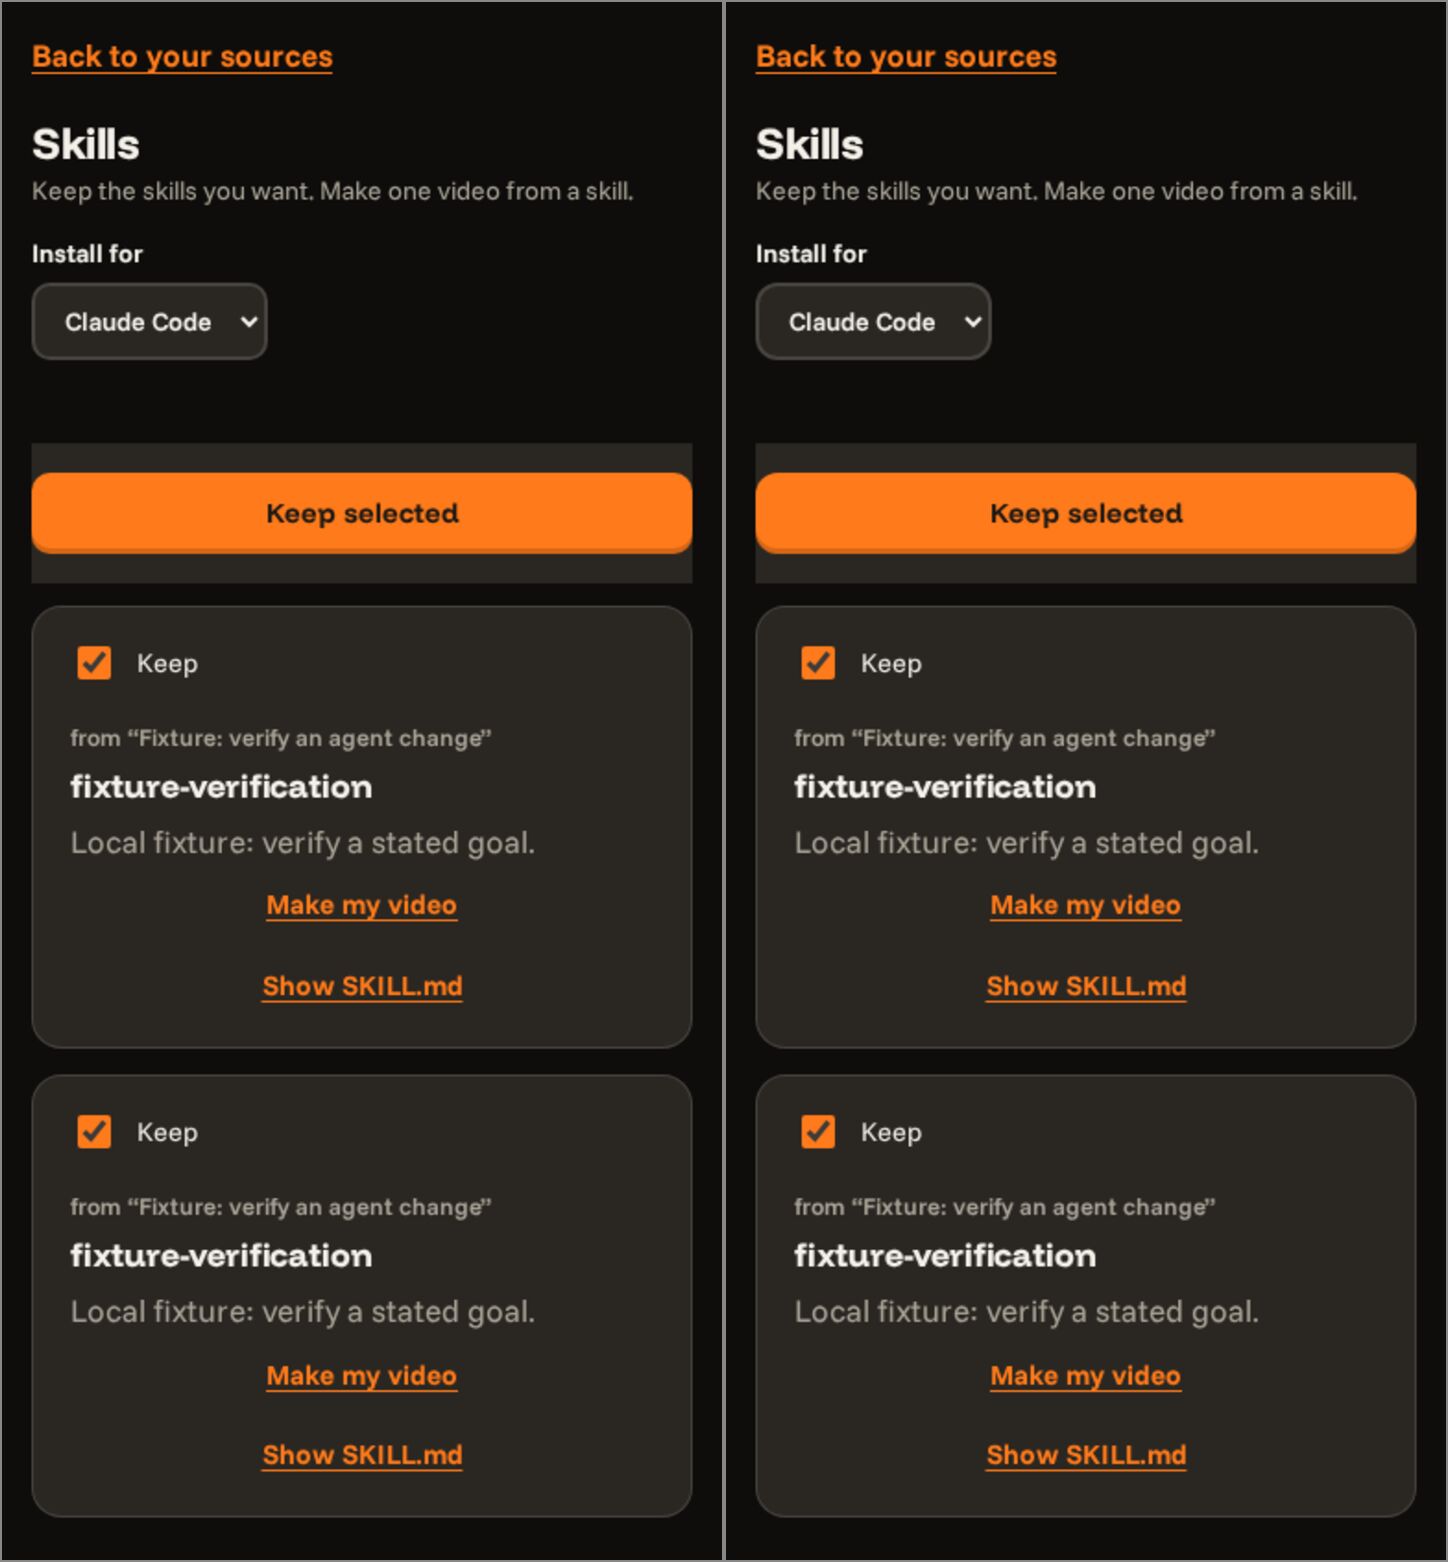 Back to your sources
Skills
Keep the skills you want. Make one video from a skill.
Install for
Claude Code
Keep selected
Keep
from “Fixture: verify an agent change”
fixture-verification
Local fixture: verify a stated goal.
Make my video
Show SKILL.md
Keep
from “Fixture: verify an agent change”
fixture-verification
Local fixture: verify a stated goal.
Make my video
Show SKILL.md
Back to your sources
Skills
Keep the skills you want. Make one video from a skill.
Install for
Claude Code
Keep selected
Keep
from “Fixture: verify an agent change”
fixture-verification
Local fixture: verify a stated goal.
Make my video
Show SKILL.md
Keep
from “Fixture: verify an agent change”
fixture-verification
Local fixture: verify a stated goal.
Make my video
Show SKILL.md